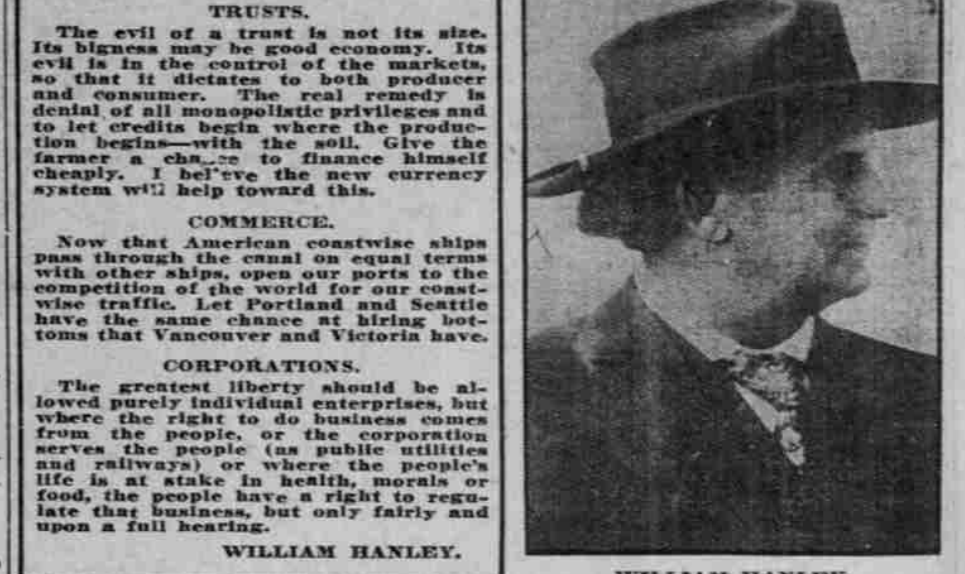 TRUSTS.
The evil of a trust is not its size.
Its bigness may be good economy. Its
evil is in the control of the markets,
so that it dictates to both producer
and consumer. The real remedy is
denial of all monopolistic privileges and
to let credits begin where the produc-
tion begins—with the soil. Give the
farmer a to finance himself
cheaply. I believe the new currency
system will help toward this.
COMMERCE.
Now that American coastwise ships
pass through the canal on equal terms
with other ships, open our ports to the
competition of the world for our coast-
wise traffic. Let Portland and Seattle
have the same chance at hiring bot-
toms that Vancouver and Victoria have.
CORPORATIONS.
The greatest liberty should be al-
lowed purely individual enterprises, but
where the right to do business comes
from the people, or the corporation
serves the people (as public utilities
and railways) or where the people's
life is at stake in health, morals or
food, the people have a right to regu-
late that business, but only fairly and
upon a full hearing.
WILLIAM HANLEY.